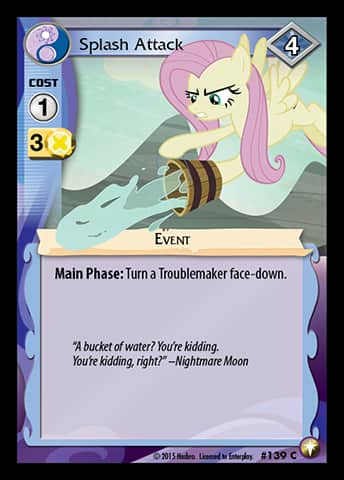 Splash Attack
4
COST
1
3
EVENT
Main Phase: Turn a Troublemaker face-down.
"A bucket of water? You're kidding.
You're kidding, right?" –Nightmare Moon
© 2015 Hasbro. Licensed to Enterplay. #139 C